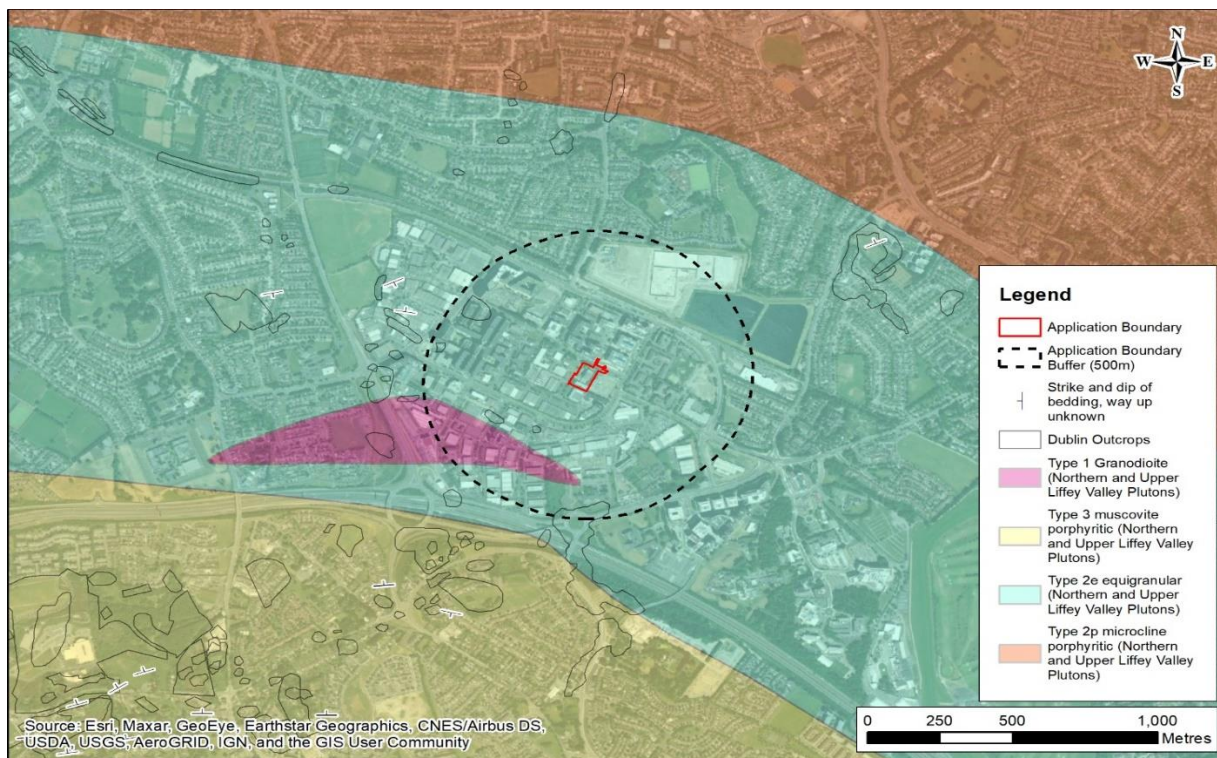 N
W E
S
Legend
Application Boundary
Application Boundary
Buffer (500m)
Strike and dip of
bedding, way up
unknown
Dublin Outcrops
Type 1 Granodioite
(Northern and Upper
Liffey Valley Plutons)
Type 3 muscovite
porphyritic (Northern
and Upper Liffey Valley
Plutons)
Type 2e equigranular
(Northern and Upper
Liffey Valley Plutons)
Type 2p microcline
porphyritic (Northern
and Upper Liffey Valley
Plutons)
0 250 500 1,000
Metres
Source: Esri, Maxar, GeoEye, Earthstar Geographics, CNES/Airbus DS,
USDA, USGS, AeroGRID, IGN, and the GIS User Community